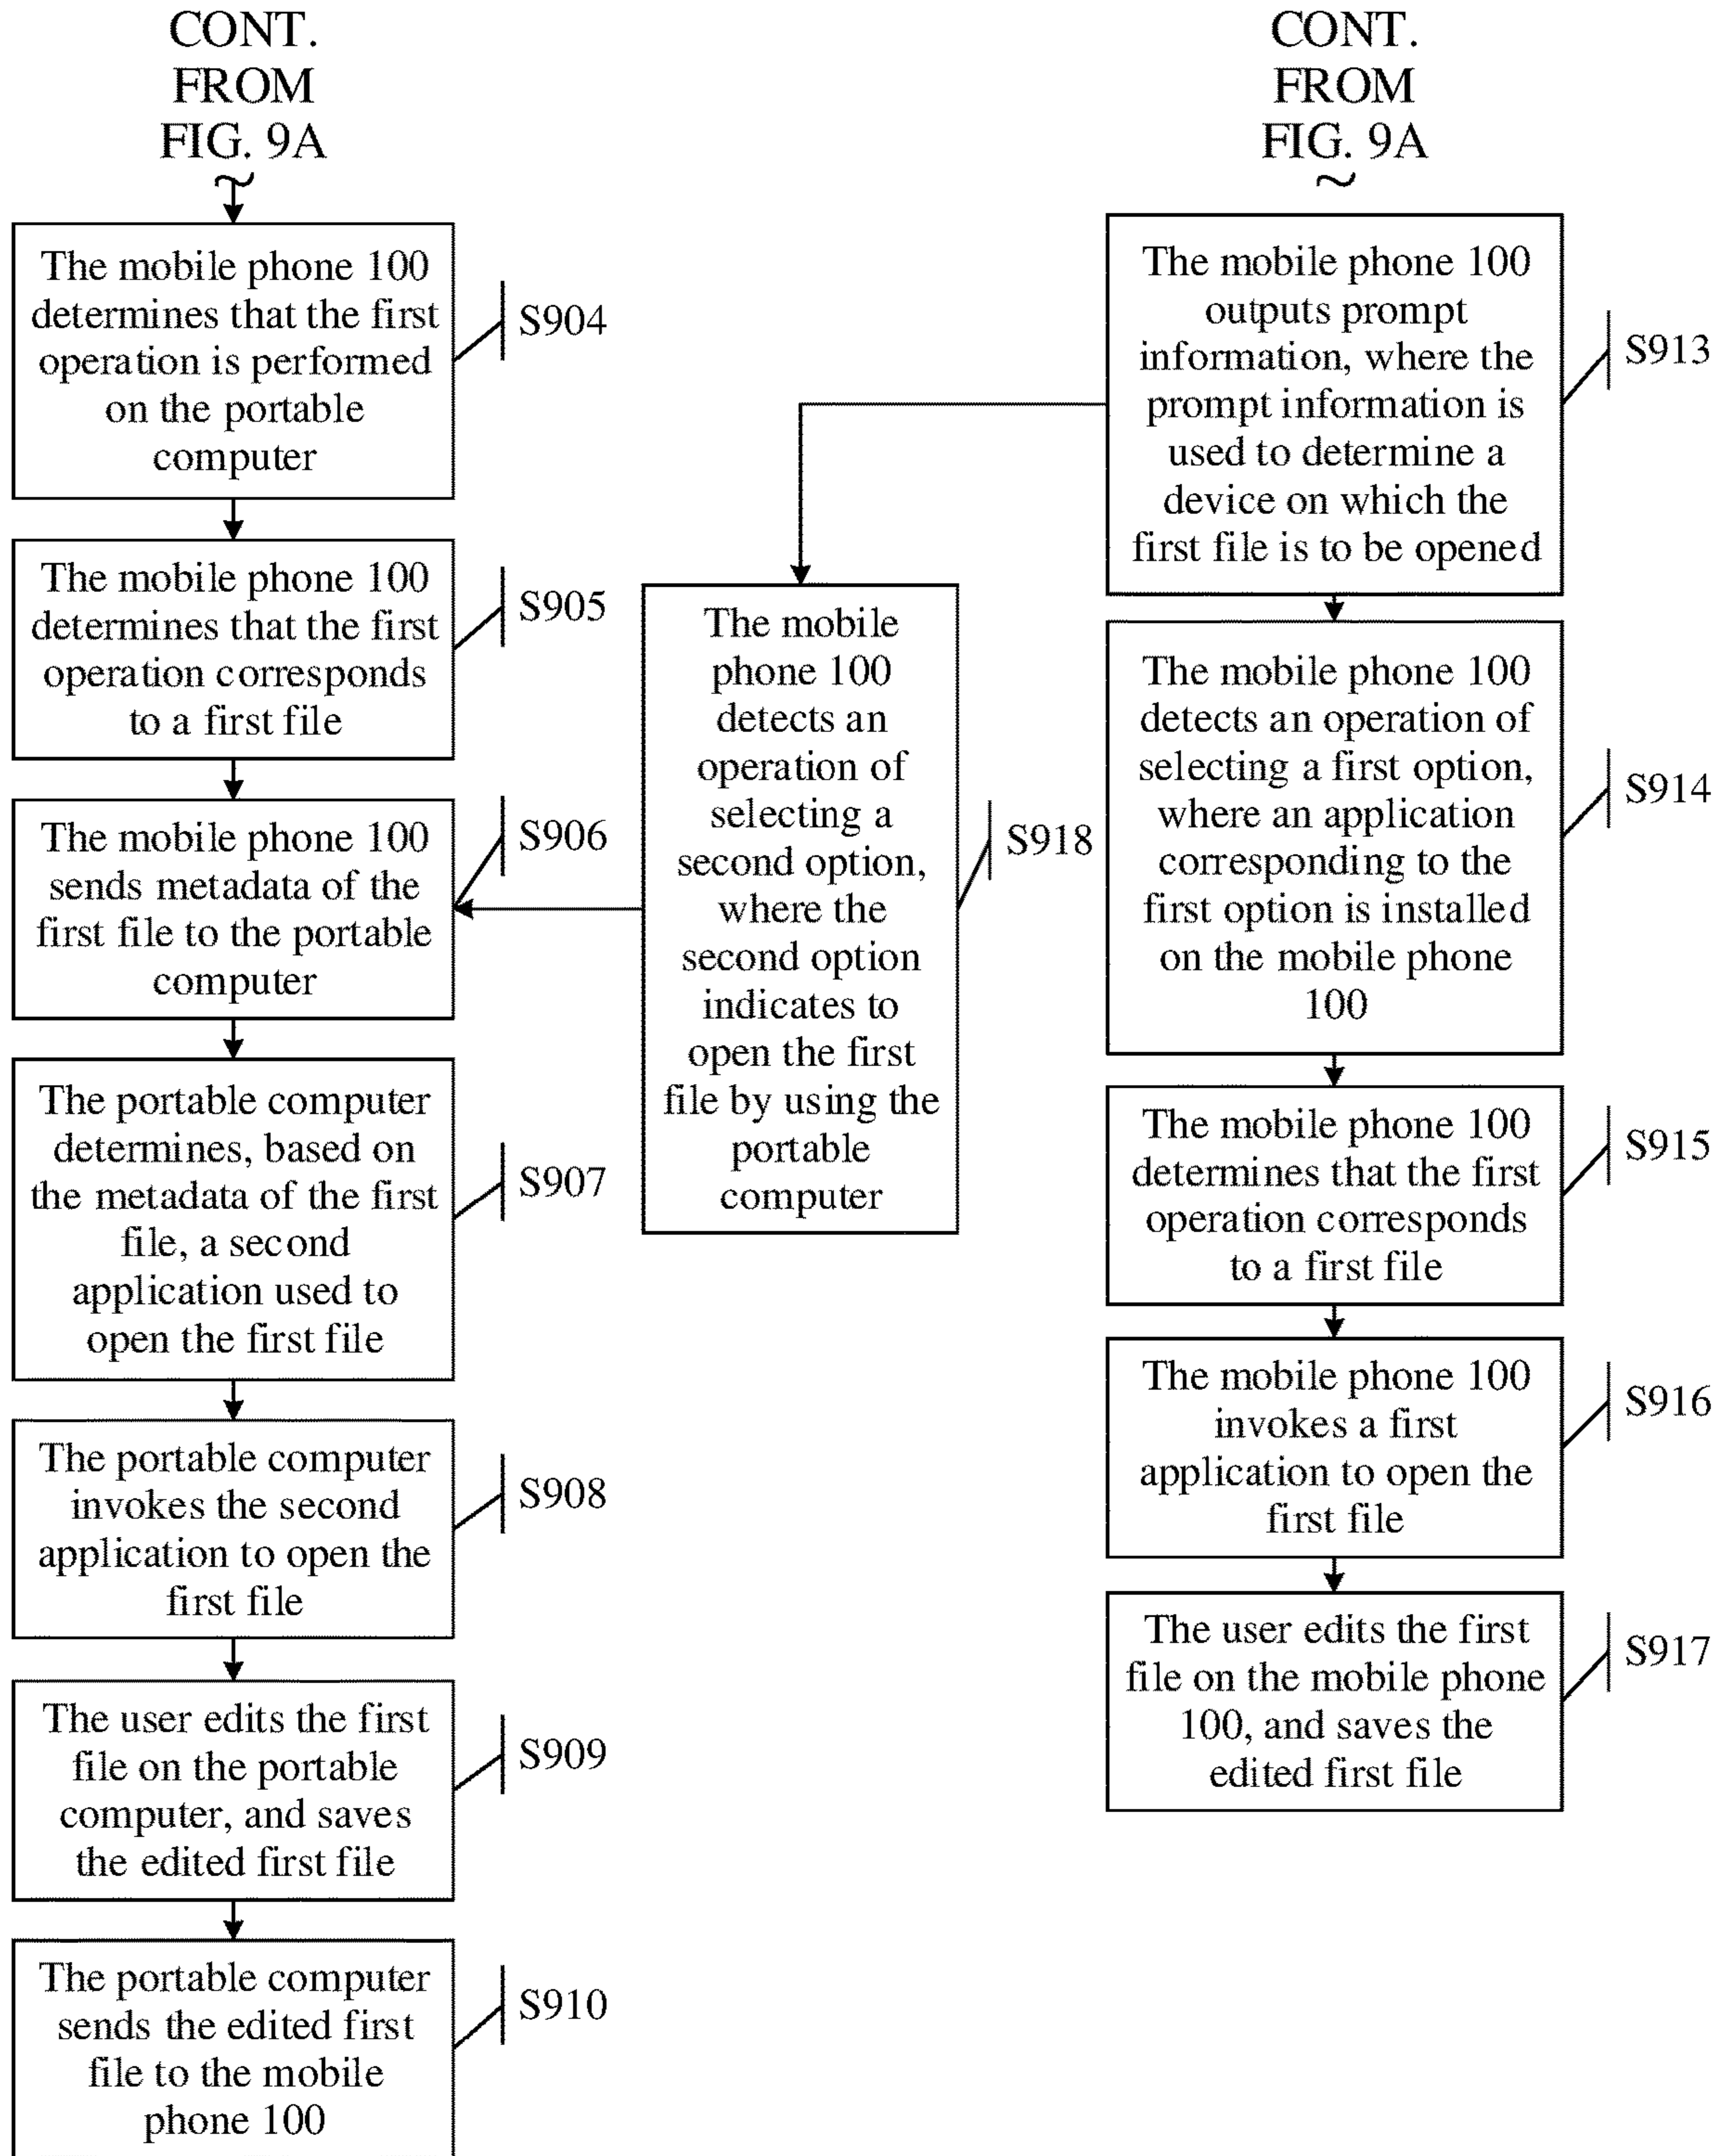 CONT.
FROM
FIG. 9A
The mobile phone 100
determines that the first
operation is performed
on the portable
computer
S904
The mobile phone 100
determines that the first
operation corresponds
to a first file
S905
The mobile phone 100
sends metadata of the
first file to the portable
computer
S906
The portable computer
determines, based on
the metadata of the first
file, a second
application used to
open the first file
S907
The portable computer
invokes the second
application to open the
first file
S908
The user edits the first
file on the portable
computer, and saves
the edited first file
S909
The portable computer
sends the edited first
file to the mobile
phone 100
S910
The mobile
phone 100
detects an
operation of
selecting a
second option,
where the
second option
indicates to
open the first
file by using the
portable
computer
S918
CONT.
FROM
FIG. 9A
The mobile phone 100
outputs prompt
information, where the
prompt information is
used to determine a
device on which the
first file is to be opened
S913
The mobile phone 100
detects an operation of
selecting a first option,
where an application
corresponding to the
first option is installed
on the mobile phone
100
S914
The mobile phone 100
determines that the first
operation corresponds
to a first file
S915
The mobile phone 100
invokes a first
application to open the
first file
S916
The user edits the first
file on the mobile phone
100, and saves the
edited first file
S917